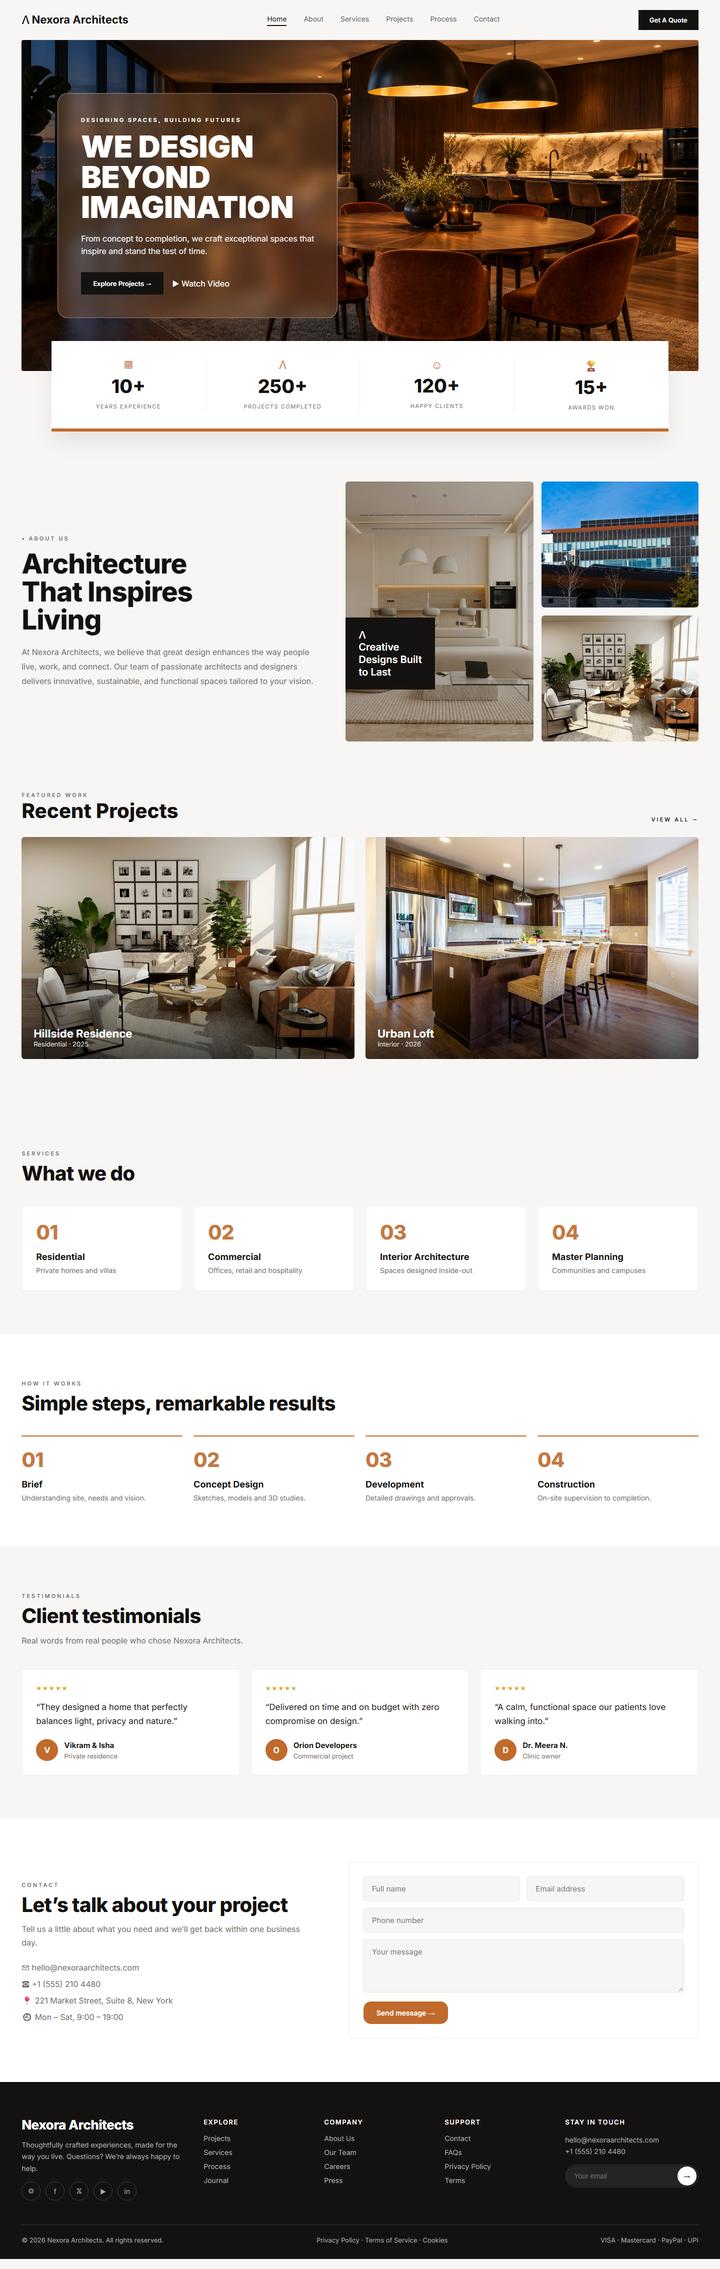 Nexora Architects
Home About Services Projects Process Contact
Get A Quote
DESIGNING SPACES, BUILDING FUTURES
WE DESIGN
BEYOND
IMAGINATION
From concept to completion, we craft exceptional spaces that
inspire and stand the test of time.
Explore Projects →
▶ Watch Video
10+
YEARS EXPERIENCE
250+
PROJECTS COMPLETED
120+
HAPPY CLIENTS
15+
AWARDS WON
• ABOUT US
Architecture
That Inspires
Living
At Nexora Architects, we believe that great design enhances the way people
live, work, and connect. Our team of passionate architects and designers
delivers innovative, sustainable, and functional spaces tailored to your vision.
Creative
Designs Built
to Last
FEATURED WORK
Recent Projects
VIEW ALL →
Hillside Residence
Residential · 2025
Urban Loft
Interior · 2026
SERVICES
What we do
01
Residential
Private homes and villas
02
Commercial
Offices, retail and hospitality
03
Interior Architecture
Spaces designed inside-out
04
Master Planning
Communities and campuses
HOW IT WORKS
Simple steps, remarkable results
01
Brief
Understanding site, needs and vision.
02
Concept Design
Sketches, models and 3D studies.
03
Development
Detailed drawings and approvals.
04
Construction
On-site supervision to completion.
TESTIMONIALS
Client testimonials
Real words from real people who chose Nexora Architects.
★★★★★
“They designed a home that perfectly
balances light, privacy and nature.”
V
Vikram & Isha
Private residence
★★★★★
“Delivered on time and on budget with zero
compromise on design.”
O
Orion Developers
Commercial project
★★★★★
“A calm, functional space our patients love
walking into.”
D
Dr. Meera N.
Clinic owner
CONTACT
Let’s talk about your project
Tell us a little about what you need and we’ll get back within one business
day.
hello@nexoraarchitects.com
+1 (555) 210 4480
221 Market Street, Suite 8, New York
Mon – Sat, 9:00 – 19:00
Full name
Email address
Phone number
Your message
Send message →
Nexora Architects
Thoughtfully crafted experiences, made for the
way you live. Questions? We’re always happy to
help.
f 𝕏 ▶ in
EXPLORE
Projects
Services
Process
Journal
COMPANY
About Us
Our Team
Careers
Press
SUPPORT
Contact
FAQs
Privacy Policy
Terms
STAY IN TOUCH
hello@nexoraarchitects.com
+1 (555) 210 4480
Your email
→
© 2026 Nexora Architects. All rights reserved.
Privacy Policy · Terms of Service · Cookies
VISA · Mastercard · PayPal · UPI